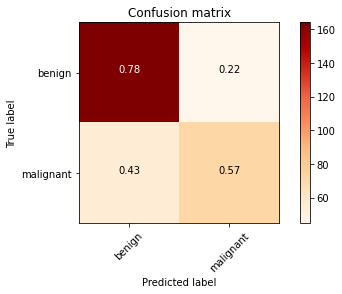 Confusion matrix
True label
benign
malignant
0.78
0.22
0.43
0.57
benign
malignant
Predicted label
160
140
120
100
80
60